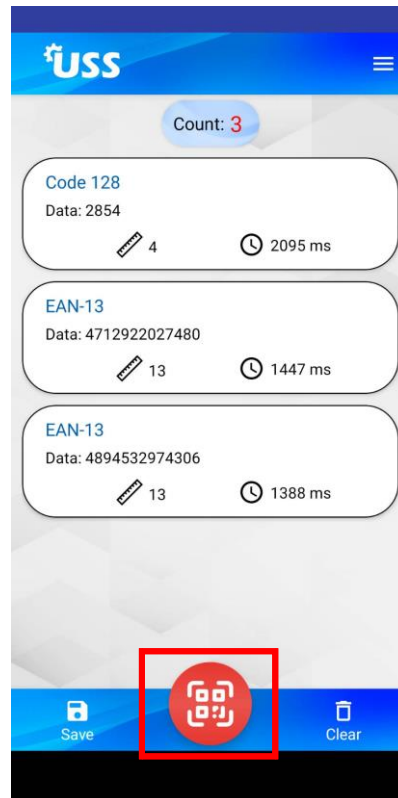 USS
Count: 3
Code 128
Data: 2854
4 2095 ms
EAN-13
Data: 4712922027480
13 1447 ms
EAN-13
Data: 4894532974306
13 1388 ms
Save Clear